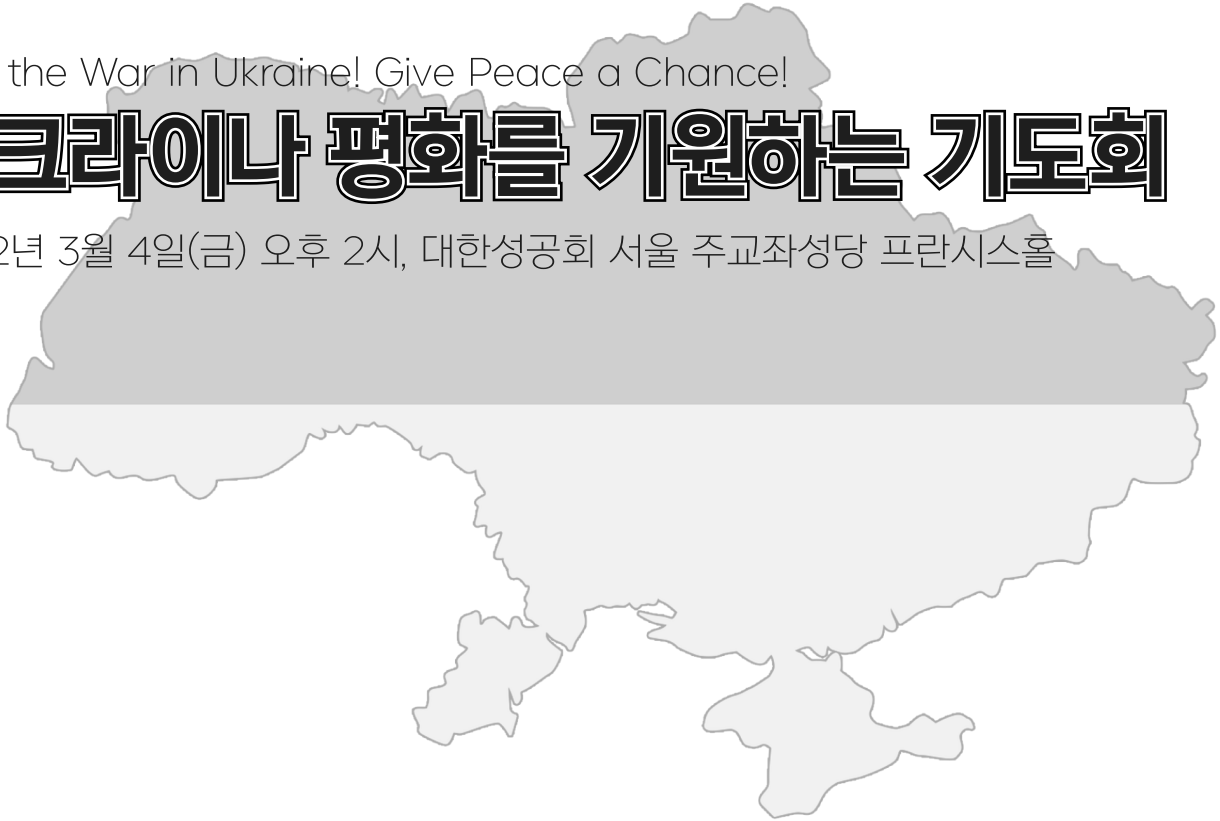 the War in Ukraine! Give Peace a Chance!
크라이나 평화를 기원하는 기도회
2년 3월 4일(금) 오후 2시, 대한성공회 서울 주교좌성당 프란시스홀